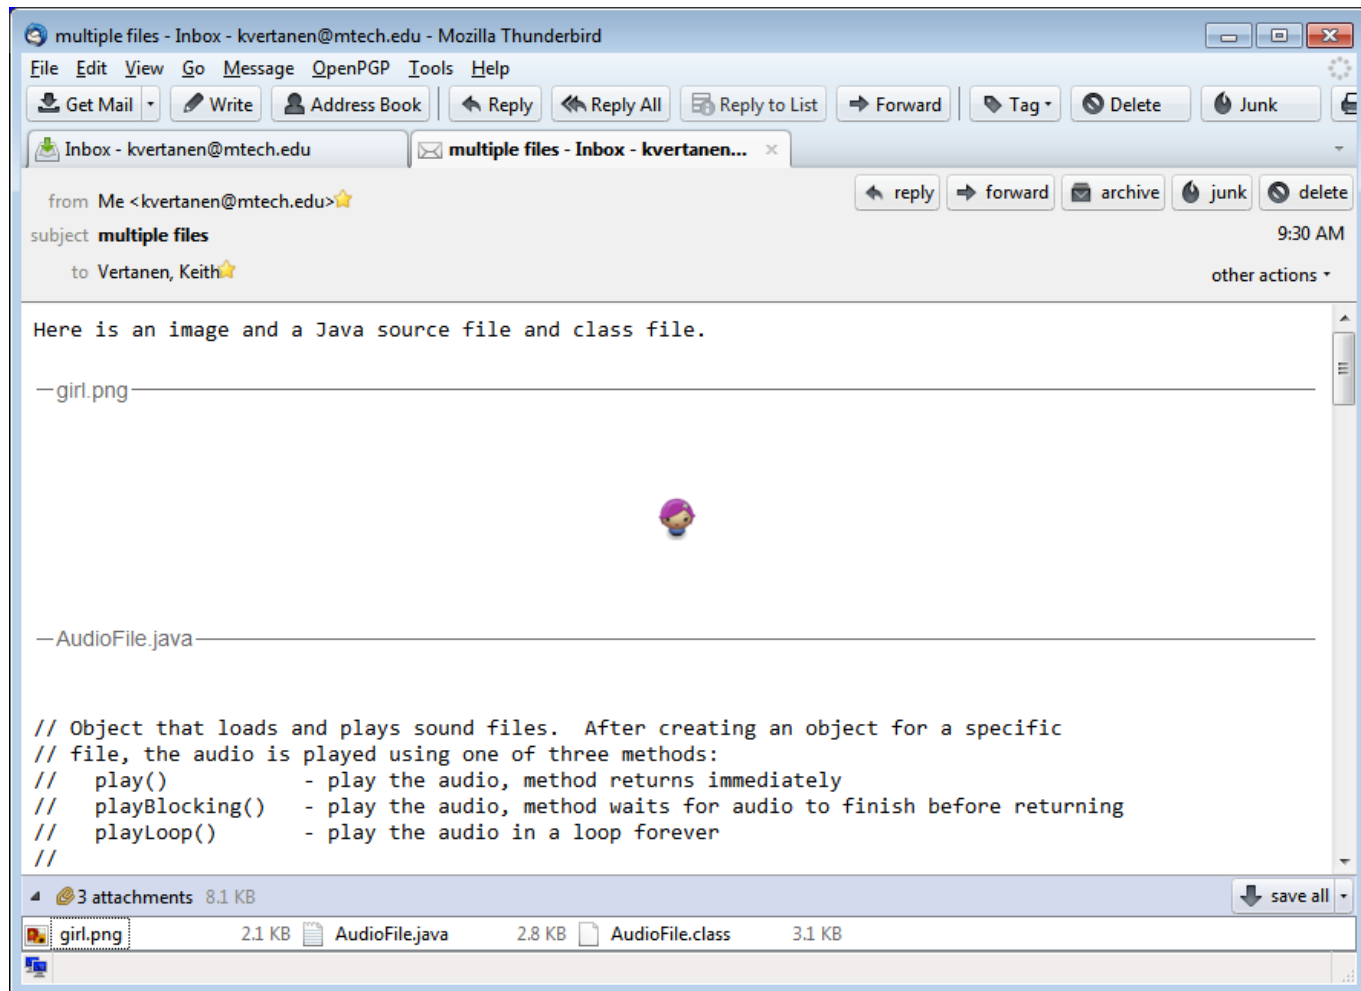 multiple files - Inbox - kvertanen@mtech.edu - Mozilla Thunderbird
File Edit View Go Message OpenPGP Tools Help
Get Mail Write Address Book Reply Reply All Reply to List Forward Tag Delete Junk
Inbox - kvertanen@mtech.edu multiple files - Inbox - kvertanen...
from Me <kvertanen@mtech.edu> reply forward archive junk delete
subject multiple files 9:30 AM
to Vertanen, Keith other actions
Here is an image and a Java source file and class file.
girl.png
AudioFile.java
// Object that loads and plays sound files.  After creating an object for a specific
// file, the audio is played using one of three methods:
//   play()           - play the audio, method returns immediately
//   playBlocking()   - play the audio, method waits for audio to finish before returning
//   playLoop()       - play the audio in a loop forever
//
3 attachments 8.1 KB save all
girl.png 2.1 KB AudioFile.java 2.8 KB AudioFile.class 3.1 KB